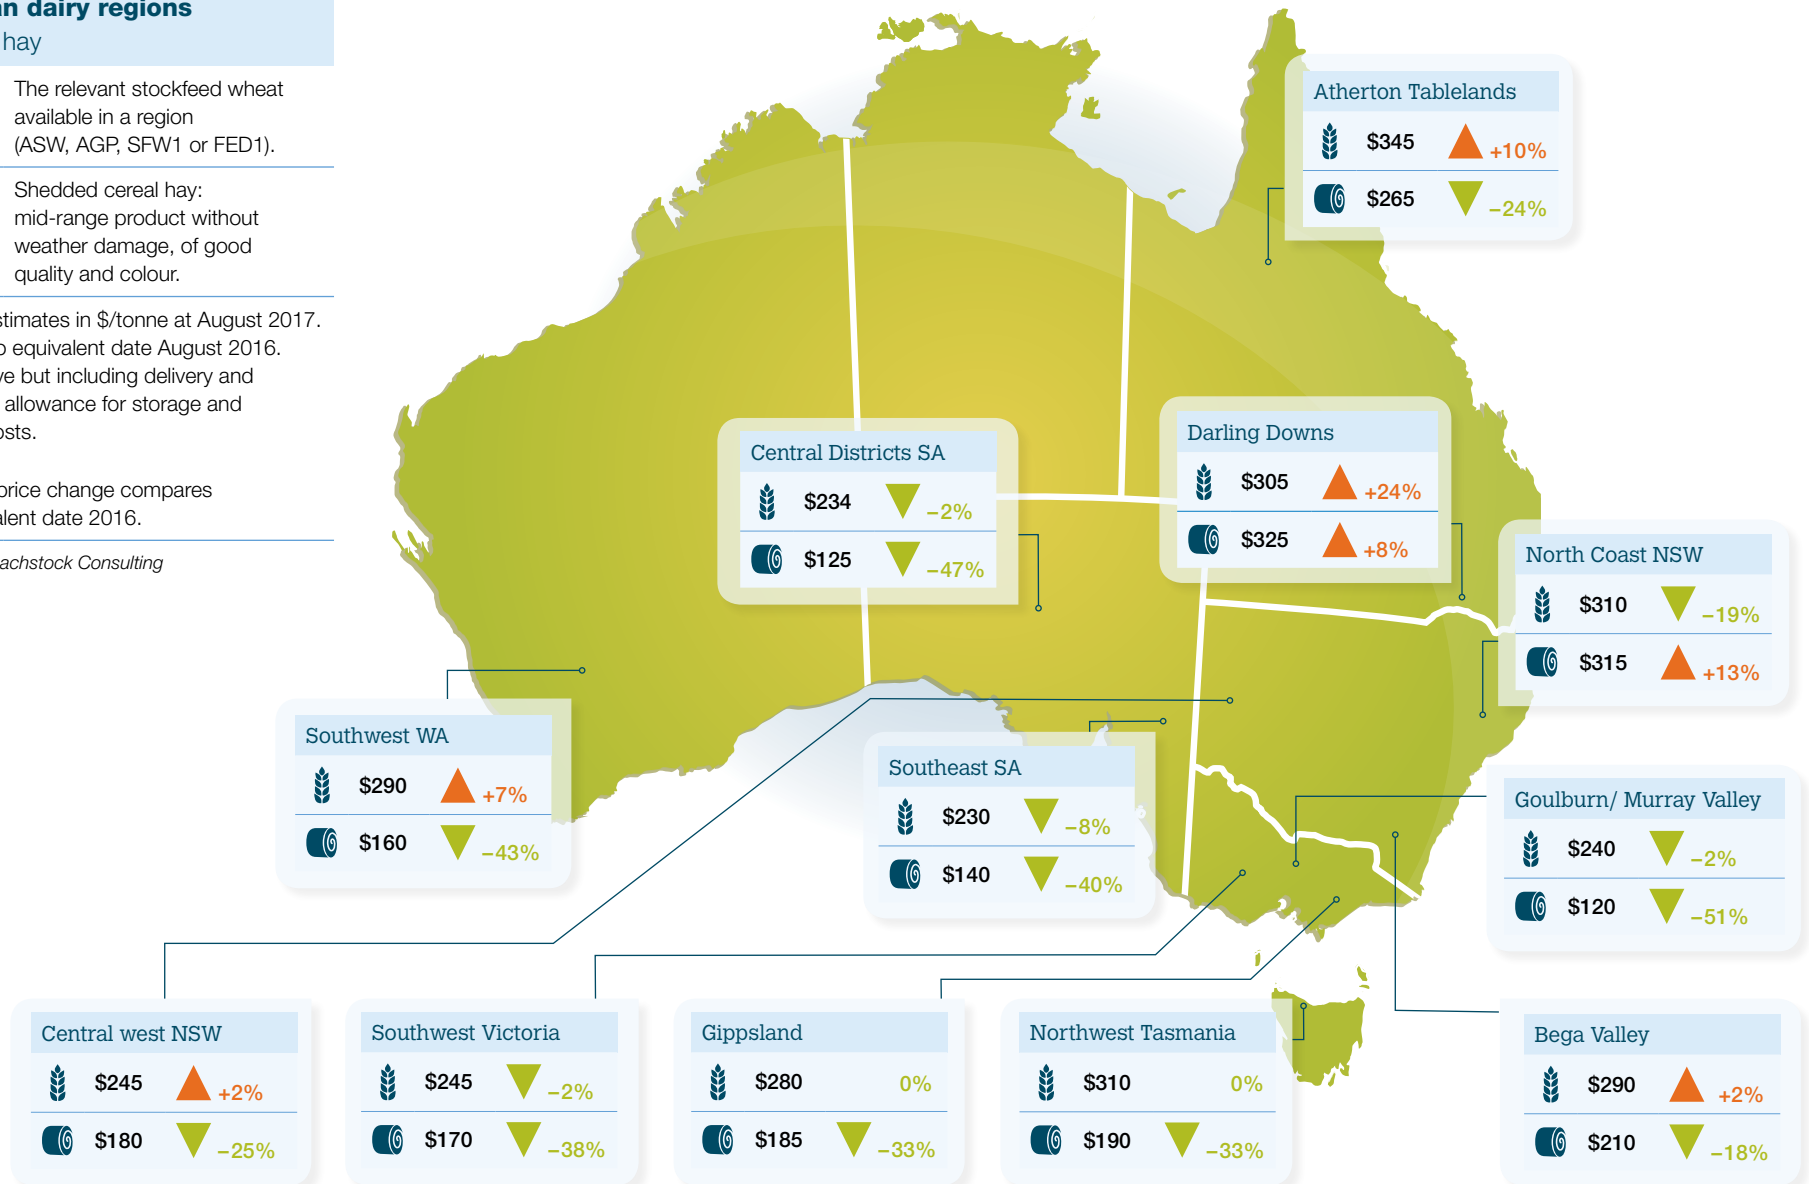 an dairy regions
hay
The relevant stockfeed wheat
available in a region
(ASW, AGP, SFW1 or FED1).
Shedded cereal hay:
mid-range product without
weather damage, of good
quality and colour.
stimates in $/tonne at August 2017.
o equivalent date August 2016.
ve but including delivery and
allowance for storage and
osts.
price change compares
alent date 2016.
achstock Consulting
Atherton Tablelands
$345 +10%
$265 −24%
Central Districts SA
$234 −2%
$125 −47%
Darling Downs
$305 +24%
$325 +8%
North Coast NSW
$310 −19%
$315 +13%
Southwest WA
$290 +7%
$160 −43%
Southeast SA
$230 −8%
$140 −40%
Goulburn/ Murray Valley
$240 −2%
$120 −51%
Central west NSW
$245 +2%
$180 −25%
Southwest Victoria
$245 −2%
$170 −38%
Gippsland
$280 0%
$185 −33%
Northwest Tasmania
$310 0%
$190 −33%
Bega Valley
$290 +2%
$210 −18%